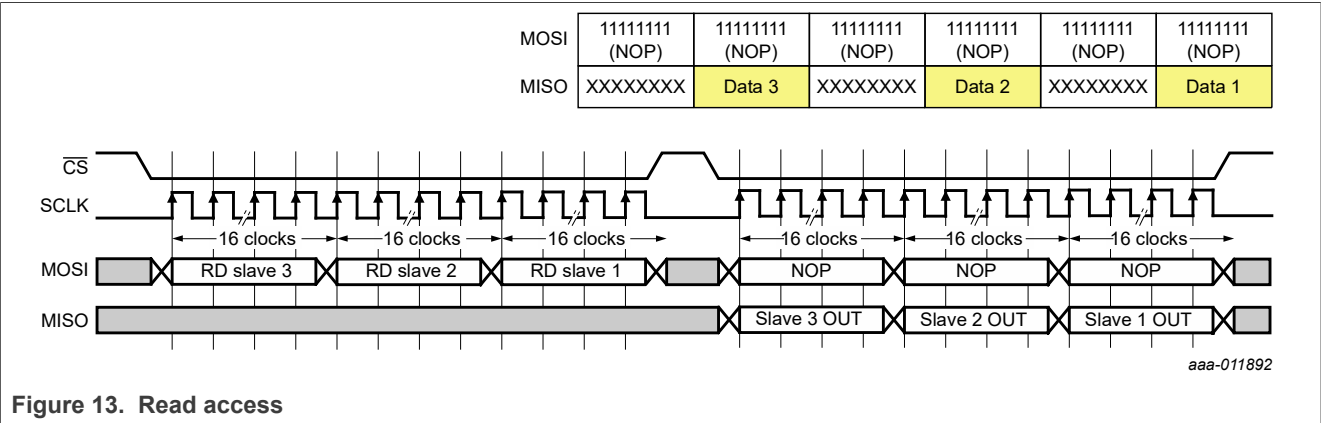 MOSI 11111111 (NOP) 11111111 (NOP) 11111111 (NOP) 11111111 (NOP) 11111111 (NOP) 11111111 (NOP)
MISO XXXXXXXX Data 3 XXXXXXXX Data 2 XXXXXXXX Data 1
CS
SCLK
16 clocks 16 clocks 16 clocks 16 clocks 16 clocks 16 clocks
MOSI RD slave 3 RD slave 2 RD slave 1 NOP NOP NOP
MISO Slave 3 OUT Slave 2 OUT Slave 1 OUT
aaa-011892
Figure 13. Read access